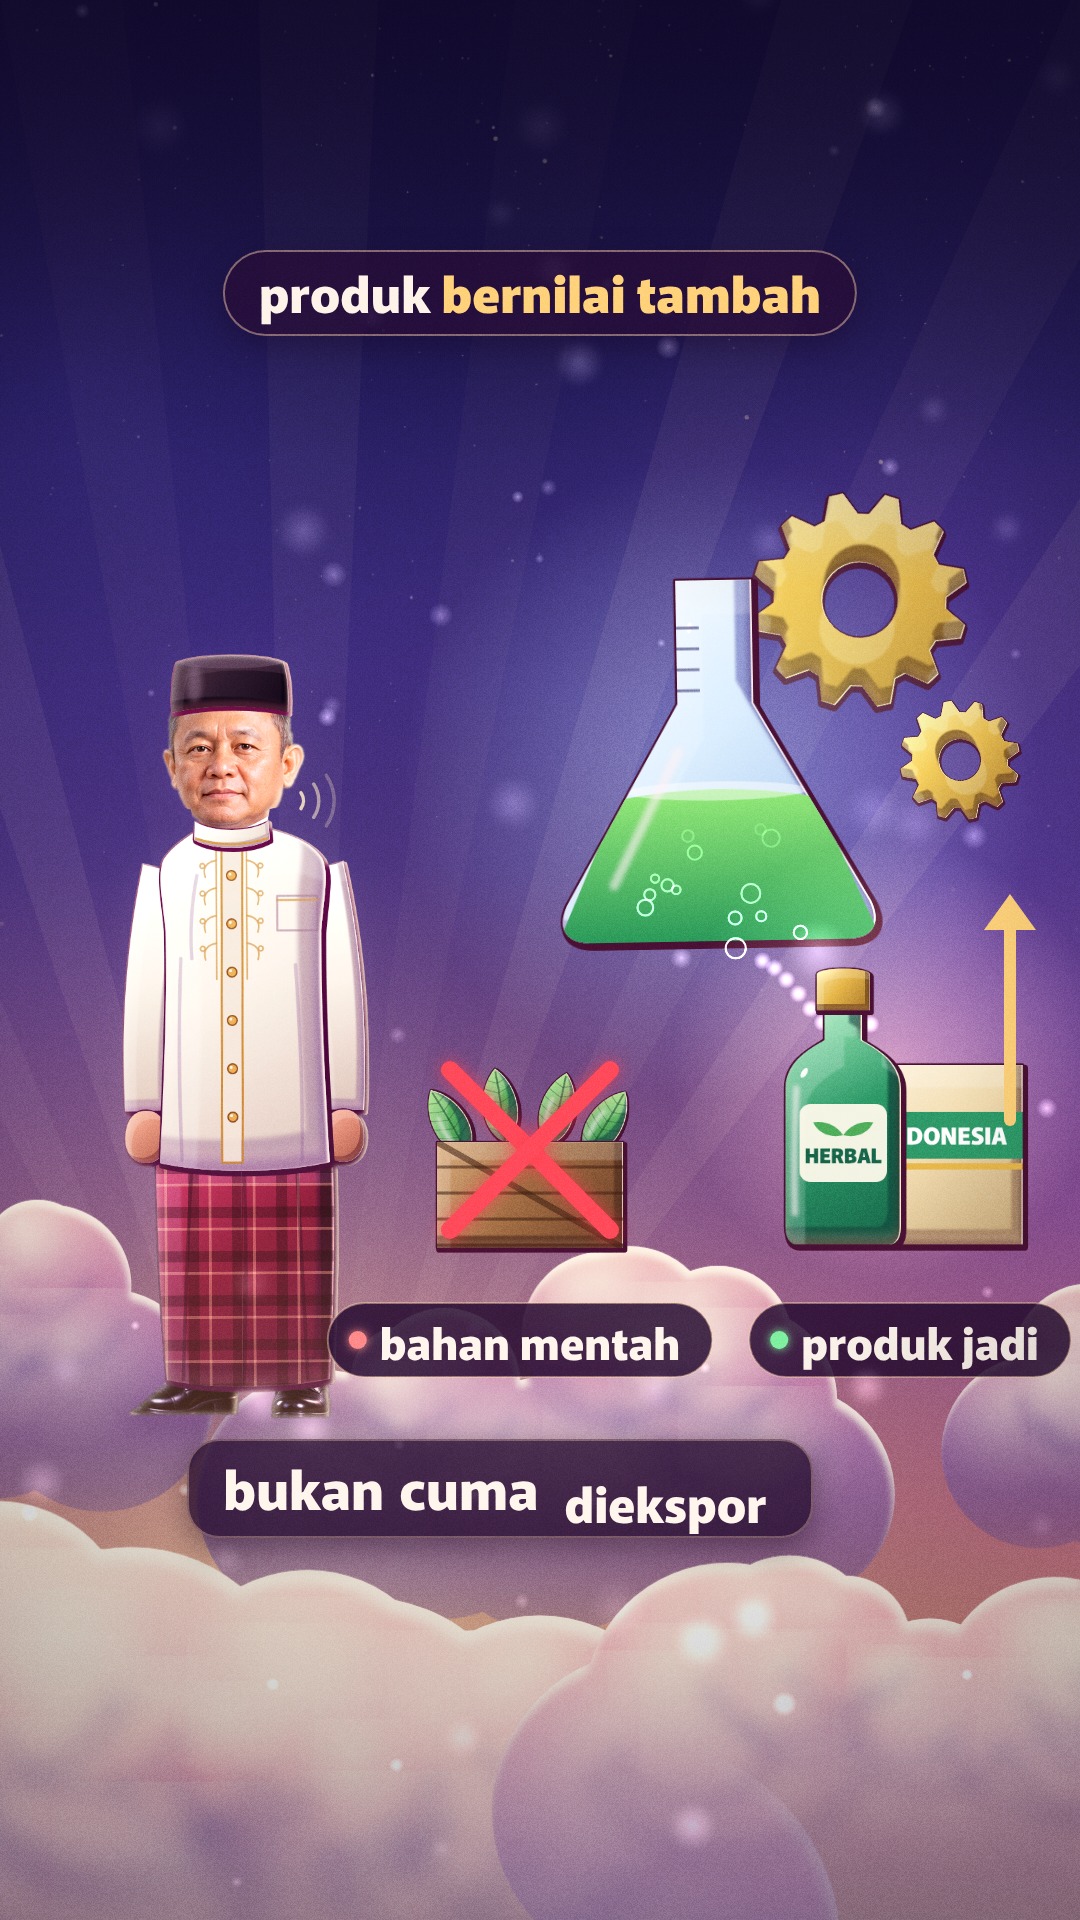 produk bernilai tambah
HERBAL
DONESIA
bahan mentah
produk jadi
bukan cuma diekspor